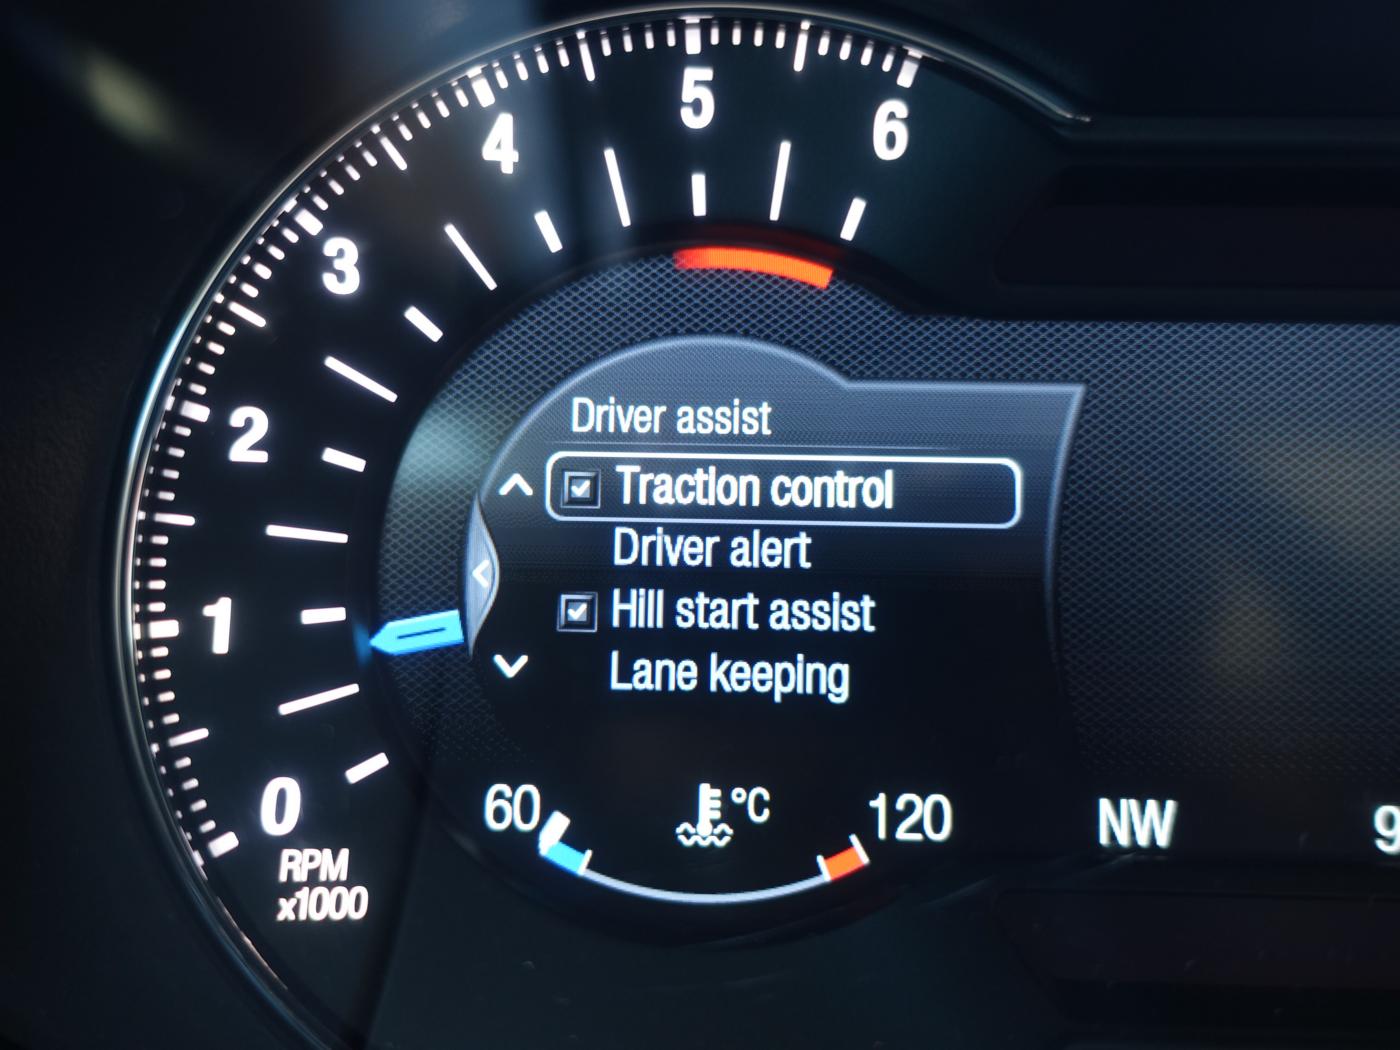 0
1
2
3
4
5
6
RPM
x1000
Driver assist
Traction control
Driver alert
Hill start assist
Lane keeping
60
°C
120
NW
9